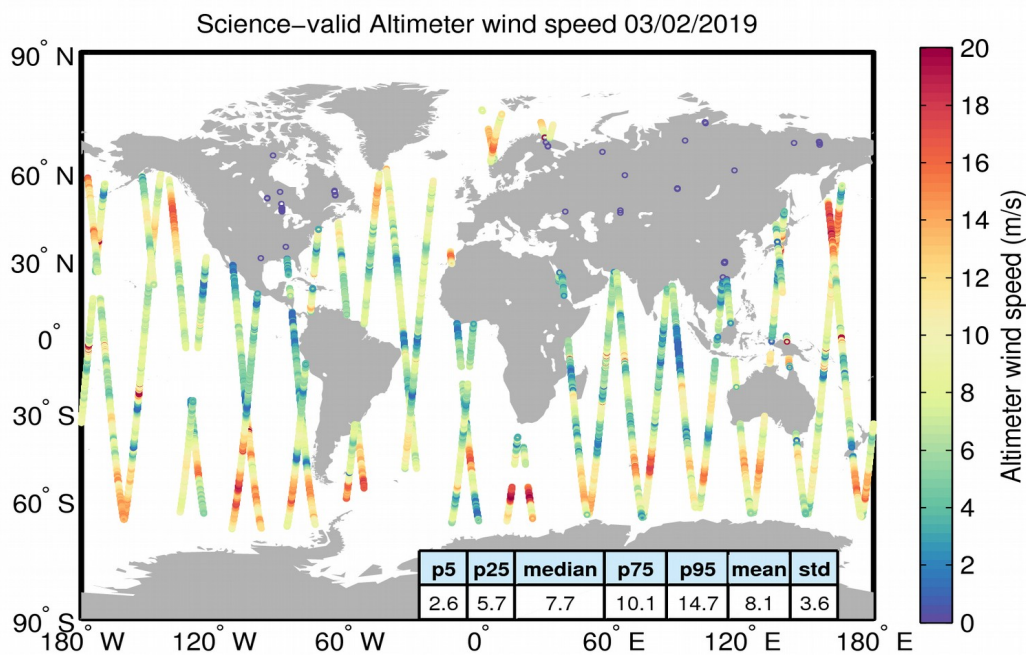 Science−valid Altimeter wind speed 03/02/2019
90° N
60° N
30° N
0°
30° S
60° S
90° S
180° W
120° W
60° W
0°
60° E
120° E
180° E
p5 p25 median p75 p95 mean std
2.6 5.7 7.7 10.1 14.7 8.1 3.6
20
18
16
14
12
10
8
6
4
2
0
Altimeter wind speed (m/s)